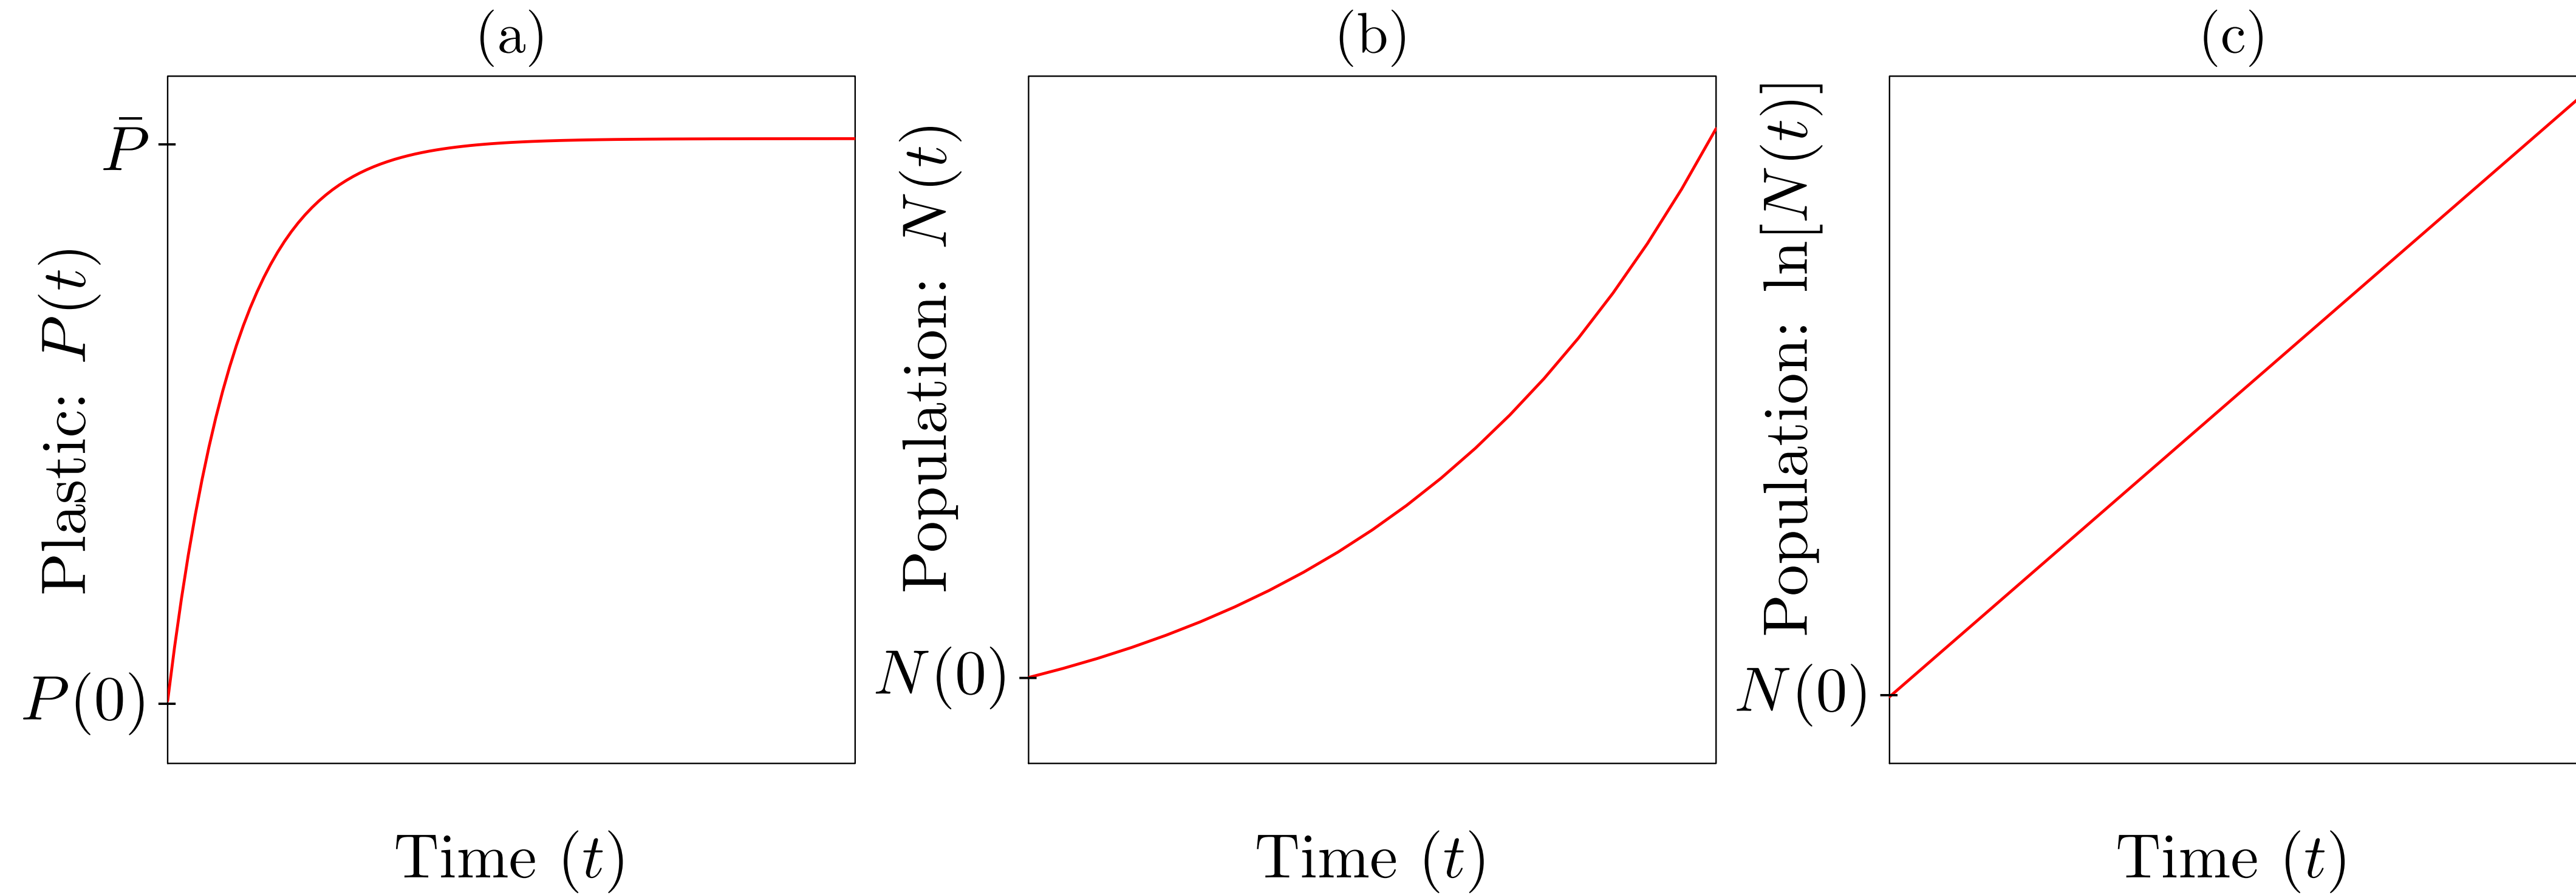 (a)
Plastic: P(t)
P̄
P(0)
Time (t)
(b)
Population: N(t)
N(0)
Time (t)
(c)
Population: ln[N(t)]
N(0)
Time (t)